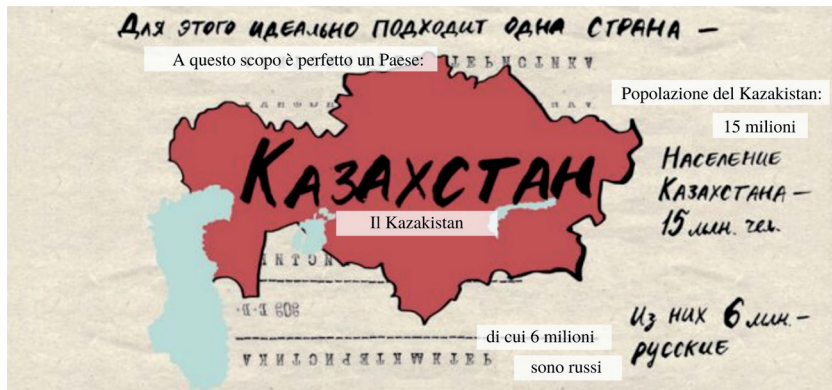 Для этого идеально подходит одна страна —
A questo scopo è perfetto un Paese:
Popolazione del Kazakistan:
15 milioni
Казахстан
Il Kazakistan
Население
Казахстана —
15 млн. чел.
Из них 6 млн. —
русские
di cui 6 milioni
sono russi